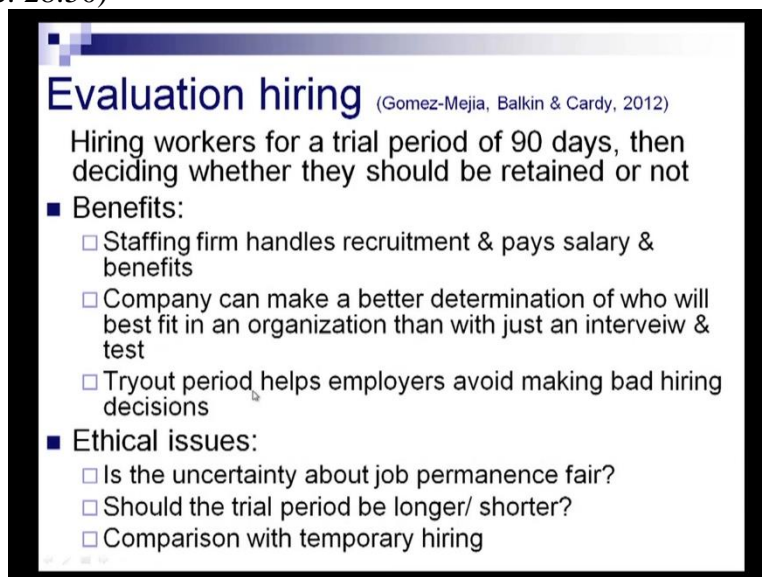 Evaluation hiring (Gomez-Mejia, Balkin & Cardy, 2012)
Hiring workers for a trial period of 90 days, then
deciding whether they should be retained or not
Benefits:
Staffing firm handles recruitment & pays salary &
benefits
Company can make a better determination of who will
best fit in an organization than with just an interveiw &
test
Tryout period helps employers avoid making bad hiring
decisions
Ethical issues:
Is the uncertainty about job permanence fair?
Should the trial period be longer/ shorter?
Comparison with temporary hiring